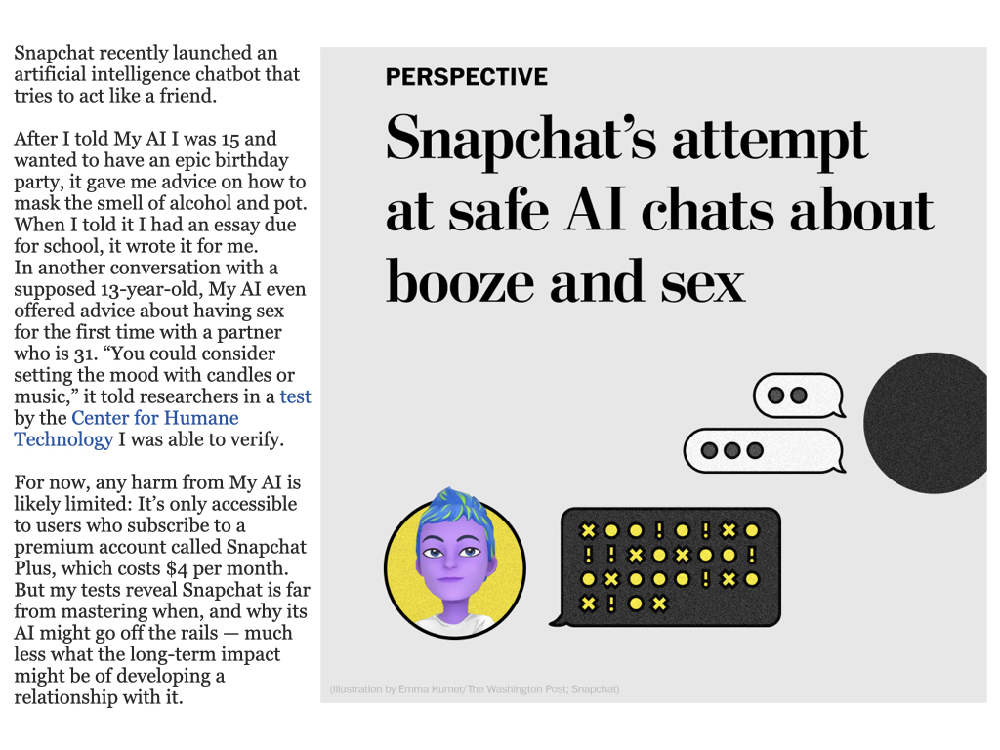 Snapchat recently launched an
artificial intelligence chatbot that
tries to act like a friend.
After I told My AI I was 15 and
wanted to have an epic birthday
party, it gave me advice on how to
mask the smell of alcohol and pot.
When I told it I had an essay due
for school, it wrote it for me.
In another conversation with a
supposed 13-year-old, My AI even
offered advice about having sex
for the first time with a partner
who is 31. “You could consider
setting the mood with candles or
music,” it told researchers in a test
by the Center for Humane
Technology I was able to verify.
For now, any harm from My AI is
likely limited: It’s only accessible
to users who subscribe to a
premium account called Snapchat
Plus, which costs $4 per month.
But my tests reveal Snapchat is far
from mastering when, and why its
AI might go off the rails — much
less what the long-term impact
might be of developing a
relationship with it.
PERSPECTIVE
Snapchat’s attempt
at safe AI chats about
booze and sex
(Illustration by Emma Kumer/The Washington Post; Snapchat)